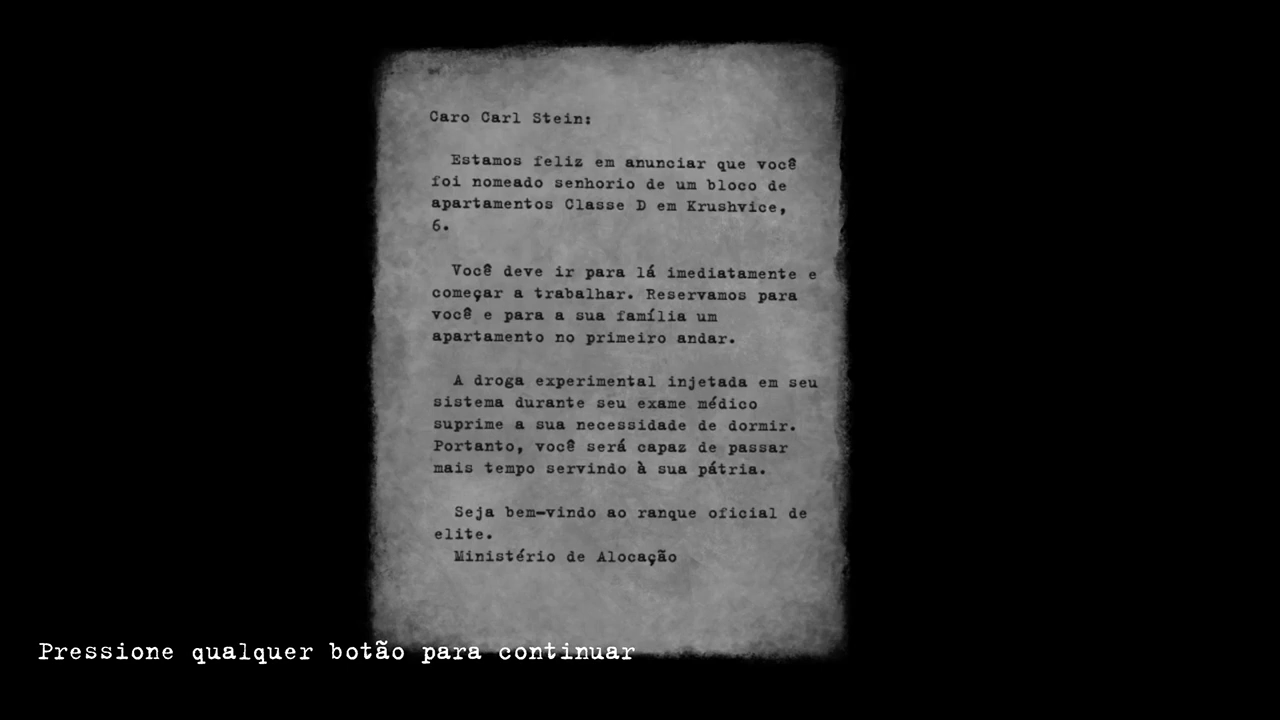 Caro Carl Stein:
Estamos feliz em anunciar que você
foi nomeado senhorio de um bloco de
apartamentos Classe D em Krushvice,
6.
Você deve ir para lá imediatamente e
começar a trabalhar. Reservamos para
você e para a sua família um
apartamento no primeiro andar.
A droga experimental injetada em seu
sistema durante seu exame médico
suprime a sua necessidade de dormir.
Portanto, você será capaz de passar
mais tempo servindo à sua pátria.
Seja bem-vindo ao ranque oficial de
elite.
Ministério de Alocação
Pressione qualquer botão para continuar